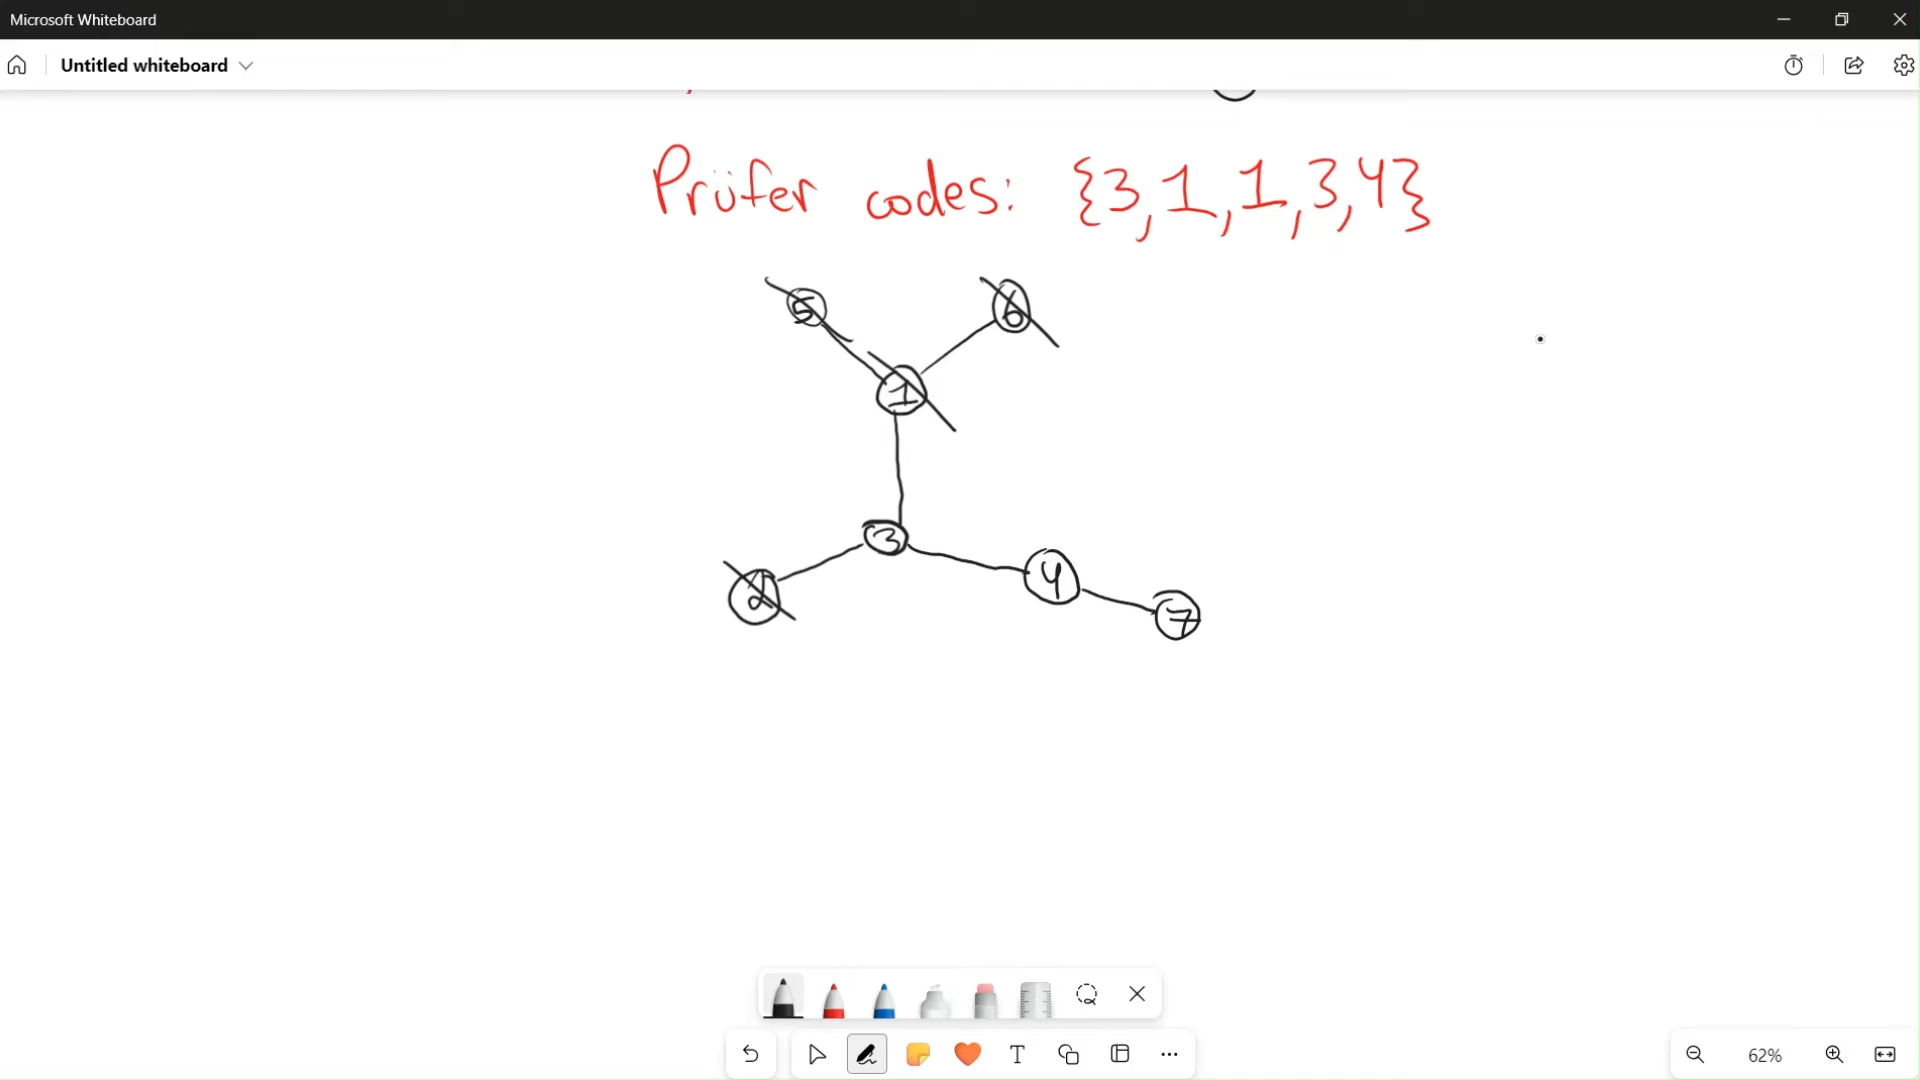 Microsoft Whiteboard
Untitled whiteboard
Prüfer codes: {3,1,1,3,4}
5
6
1
3
4
2
7
T
62%